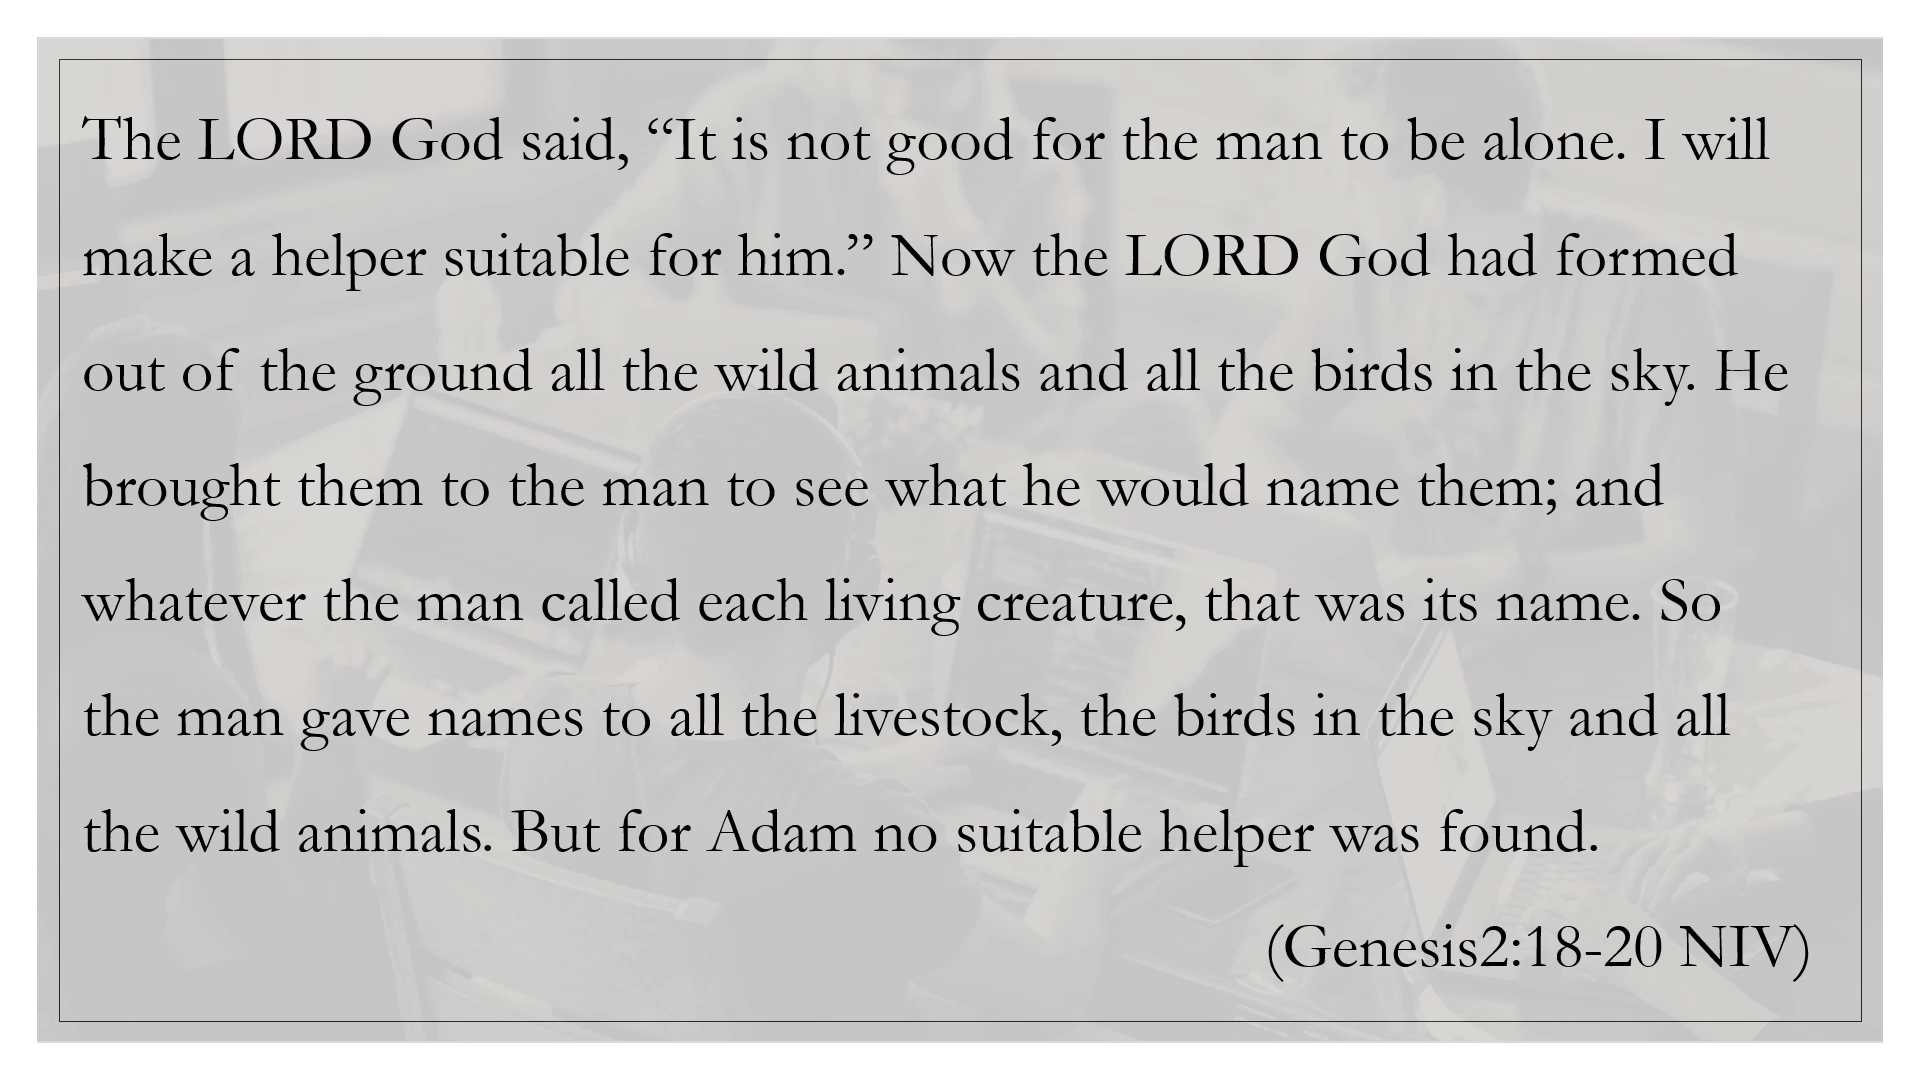 The LORD God said, “It is not good for the man to be alone. I will
make a helper suitable for him.” Now the LORD God had formed
out of the ground all the wild animals and all the birds in the sky. He
brought them to the man to see what he would name them; and
whatever the man called each living creature, that was its name. So
the man gave names to all the livestock, the birds in the sky and all
the wild animals. But for Adam no suitable helper was found.
(Genesis2:18-20 NIV)